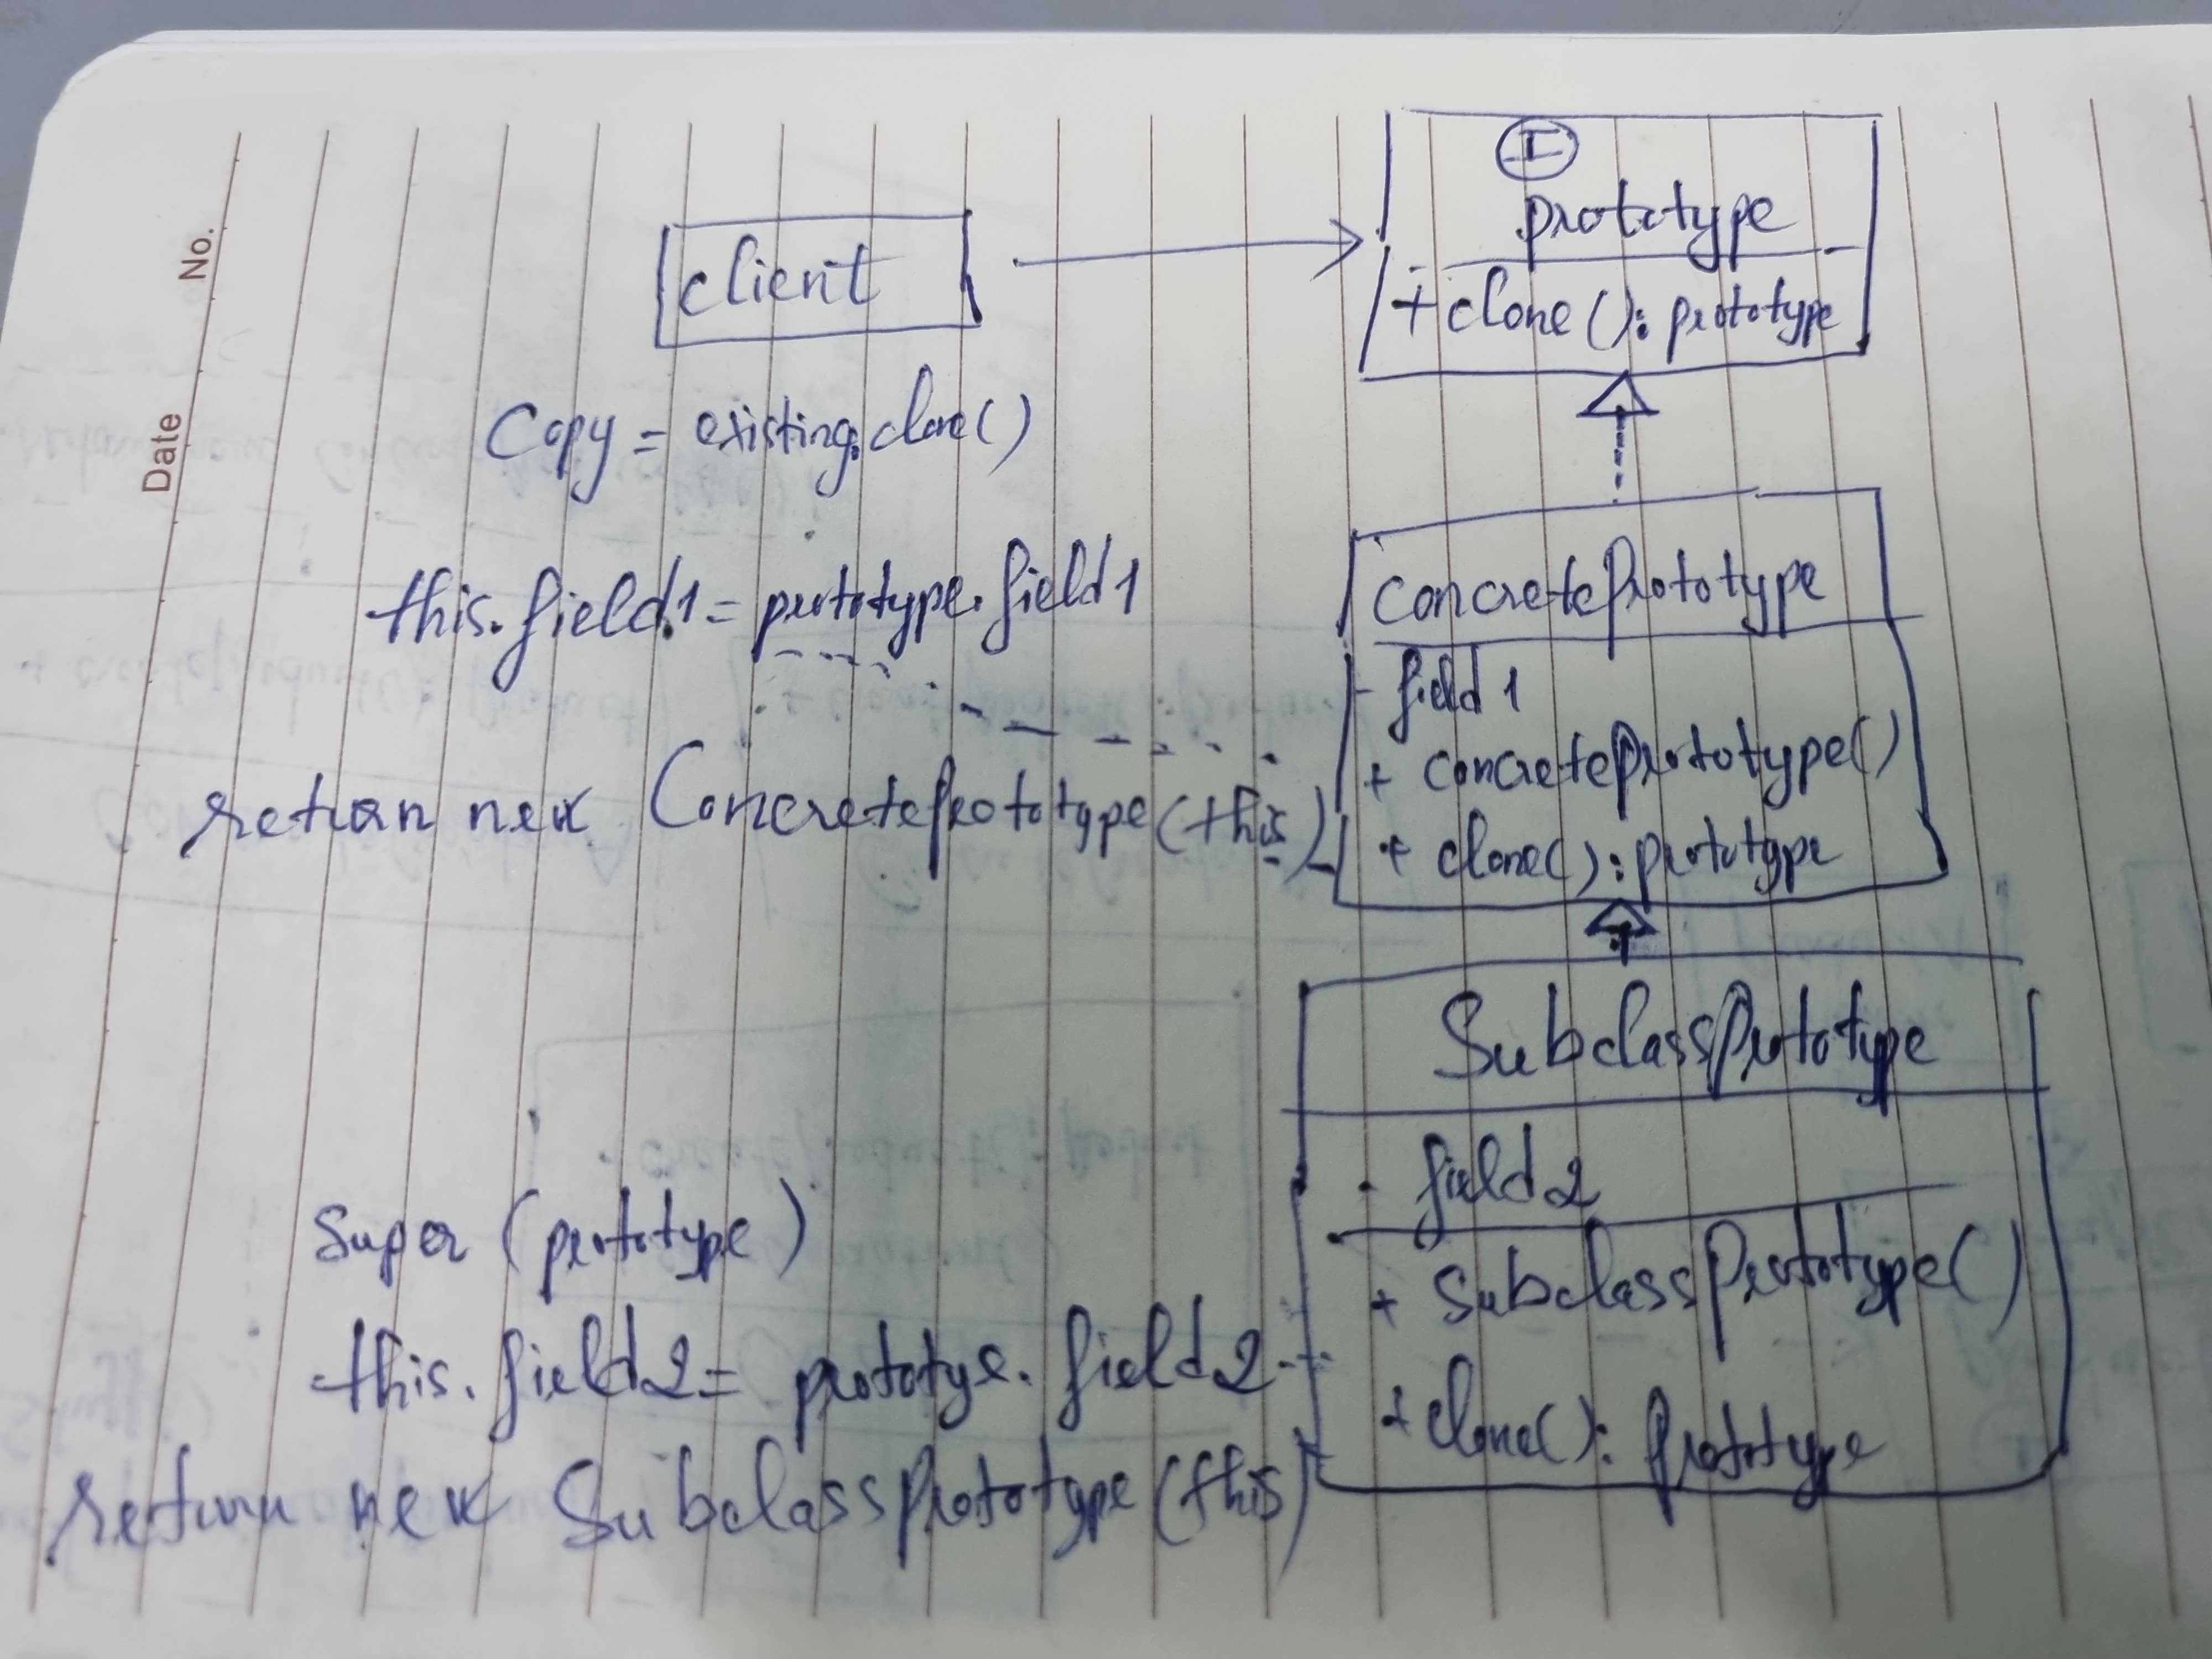 No.
Date
client
I
prototype
+ clone(): prototype
Copy = existing.clone()
this.field1 = prototype.field1
return new ConcretePrototype(this)
concretePrototype
- field1
+ concretePrototype()
+ clone(): prototype
SubclassPrototype
- field2
+ SubclassPrototype()
+ clone(): Prototype
Super (prototype)
this.field2 = prototye.field2
return new SubclassPrototype(this)